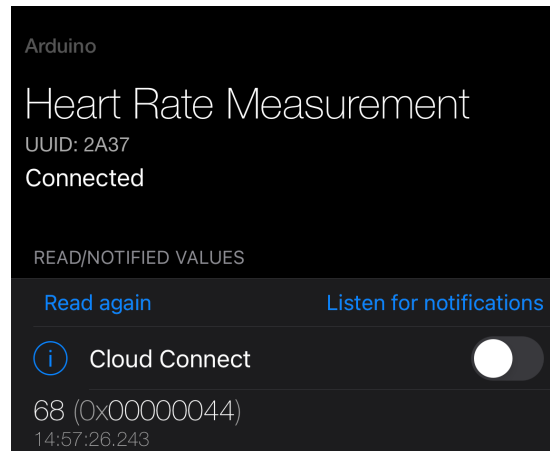 Arduino
Heart Rate Measurement
UUID: 2A37
Connected
READ/NOTIFIED VALUES
Read again Listen for notifications
i Cloud Connect
68 (0x00000044)
14:57:26.243